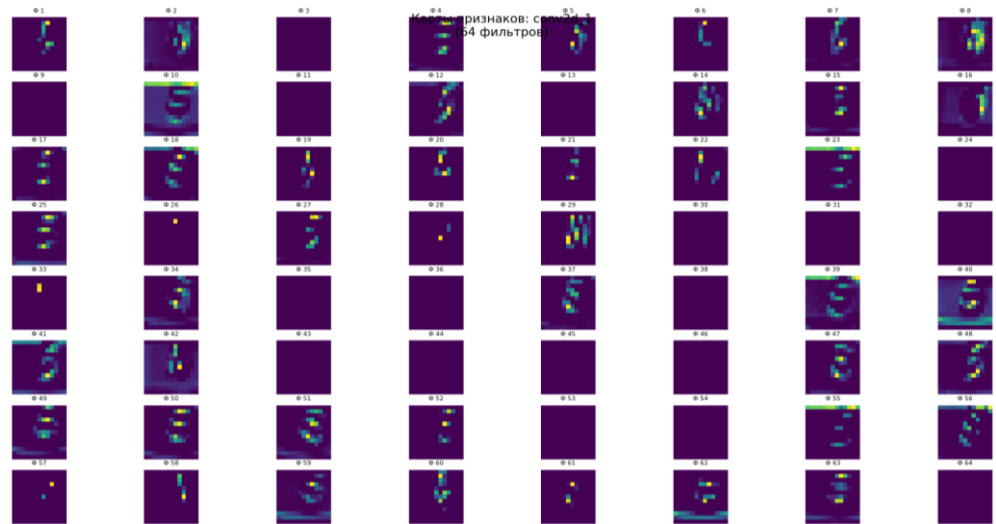 Карты признаков: conv2d_1
(64 фильтров)
Ф 1 Ф 2 Ф 3 Ф 4 Ф 5 Ф 6 Ф 7 Ф 8
Ф 9 Ф 10 Ф 11 Ф 12 Ф 13 Ф 14 Ф 15 Ф 16
Ф 17 Ф 18 Ф 19 Ф 20 Ф 21 Ф 22 Ф 23 Ф 24
Ф 25 Ф 26 Ф 27 Ф 28 Ф 29 Ф 30 Ф 31 Ф 32
Ф 33 Ф 34 Ф 35 Ф 36 Ф 37 Ф 38 Ф 39 Ф 40
Ф 41 Ф 42 Ф 43 Ф 44 Ф 45 Ф 46 Ф 47 Ф 48
Ф 49 Ф 50 Ф 51 Ф 52 Ф 53 Ф 54 Ф 55 Ф 56
Ф 57 Ф 58 Ф 59 Ф 60 Ф 61 Ф 62 Ф 63 Ф 64